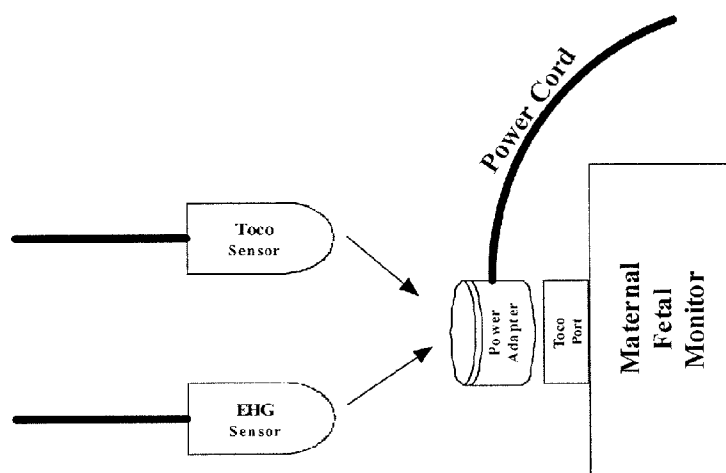 Power Cord
Toco
Sensor
Power
Adapter
Toco
Port
Maternal
Fetal
Monitor
EHG
Sensor